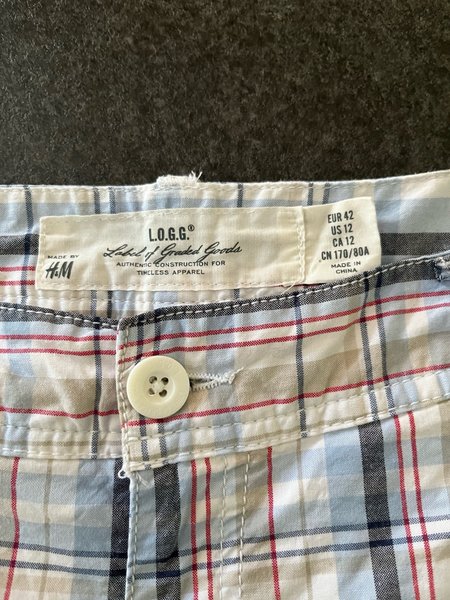 L.O.G.G.®
Label of Graded Goods
AUTHENTIC CONSTRUCTION FOR
TIMELESS APPAREL
MADE BY
H&M
EUR 42
US 12
CA 12
CN 170/80A
MADE IN
CHINA